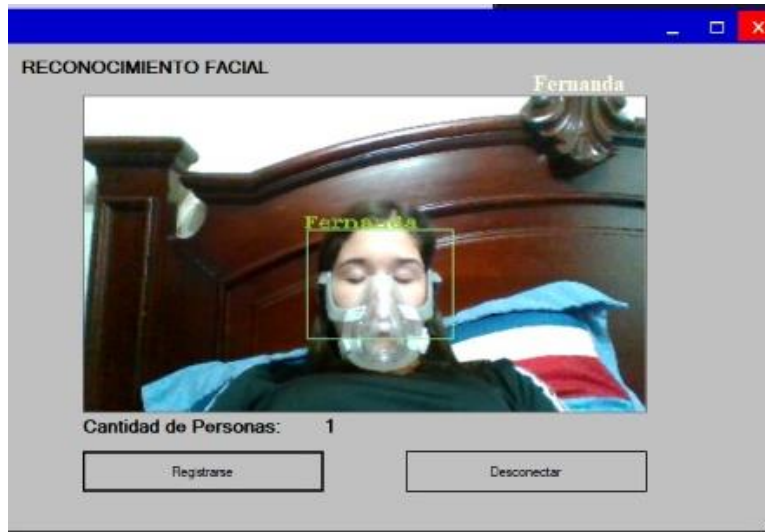 RECONOCIMIENTO FACIAL
Fernanda
Fernanda
Cantidad de Personas: 1
Registrarse
Desconectar